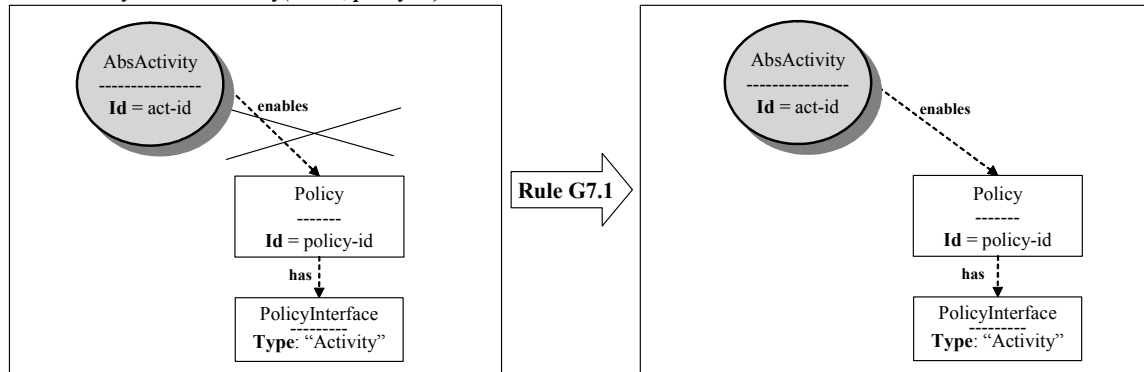 AbsActivity
-----------------
Id = act-id
enables
Policy
-------
Id = policy-id
has
PolicyInterface
---------
Type: “Activity”
Rule G7.1
AbsActivity
-----------------
Id = act-id
enables
Policy
-------
Id = policy-id
has
PolicyInterface
---------
Type: “Activity”